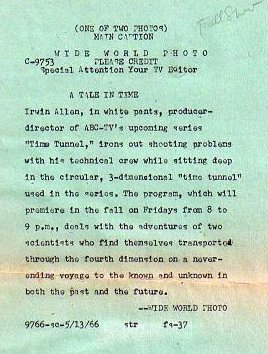 Full Shot
(ONE OF TWO PHOTOS)
MAIN CAPTION
WIDE WORLD PHOTO
C-9753 PLEASE CREDIT
Special Attention Your TV Editor
A TALE IN TIME
Irwin Allen, in white pants, producer-
director of ABC-TV's upcoming series
"Time Tunnel," irons out shooting problems
with his technical crew while sitting deep
in the circular, 3-dimensional "time tunnel"
used in the series. The program, which will
premiere in the fall on Fridays from 8 to
9 p.m., deals with the adventures of two
scientists who find themselves transported
through the fourth dimension on a never-
ending voyage to the known and unknown in
both the past and the future.
--WIDE WORLD PHOTO
9766-sc-5/13/66 str fs-37